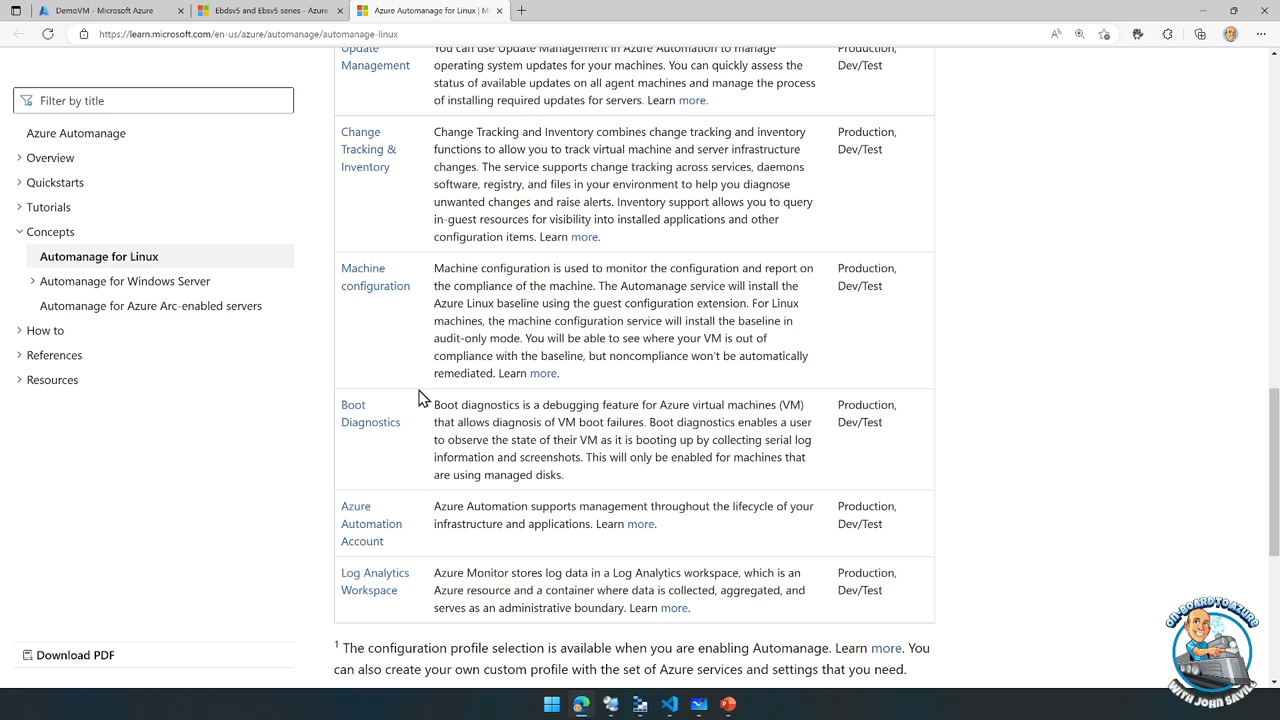 DemoVM - Microsoft Azure
Ebdsv5 and Ebsv5 series - Azure
Azure Automanage for Linux | M
https://learn.microsoft.com/en-us/azure/automanage/automanage-linux
Filter by title
Azure Automanage
Overview
Quickstarts
Tutorials
Concepts
Automanage for Linux
Automanage for Windows Server
Automanage for Azure Arc-enabled servers
How to
References
Resources
Download PDF
Update
Management
You can use Update Management in Azure Automation to manage
operating system updates for your machines. You can quickly assess the
status of available updates on all agent machines and manage the process
of installing required updates for servers. Learn more.
Production,
Dev/Test
Change
Tracking &
Inventory
Change Tracking and Inventory combines change tracking and inventory
functions to allow you to track virtual machine and server infrastructure
changes. The service supports change tracking across services, daemons
software, registry, and files in your environment to help you diagnose
unwanted changes and raise alerts. Inventory support allows you to query
in-guest resources for visibility into installed applications and other
configuration items. Learn more.
Production,
Dev/Test
Machine
configuration
Machine configuration is used to monitor the configuration and report on
the compliance of the machine. The Automanage service will install the
Azure Linux baseline using the guest configuration extension. For Linux
machines, the machine configuration service will install the baseline in
audit-only mode. You will be able to see where your VM is out of
compliance with the baseline, but noncompliance won't be automatically
remediated. Learn more.
Production,
Dev/Test
Boot
Diagnostics
Boot diagnostics is a debugging feature for Azure virtual machines (VM)
that allows diagnosis of VM boot failures. Boot diagnostics enables a user
to observe the state of their VM as it is booting up by collecting serial log
information and screenshots. This will only be enabled for machines that
are using managed disks.
Production,
Dev/Test
Azure
Automation
Account
Azure Automation supports management throughout the lifecycle of your
infrastructure and applications. Learn more.
Production,
Dev/Test
Log Analytics
Workspace
Azure Monitor stores log data in a Log Analytics workspace, which is an
Azure resource and a container where data is collected, aggregated, and
serves as an administrative boundary. Learn more.
Production,
Dev/Test
1 The configuration profile selection is available when you are enabling Automanage. Learn more. You
can also create your own custom profile with the set of Azure services and settings that you need.
ON-BOARD TO AZURE
WITH JOHN SAVILL